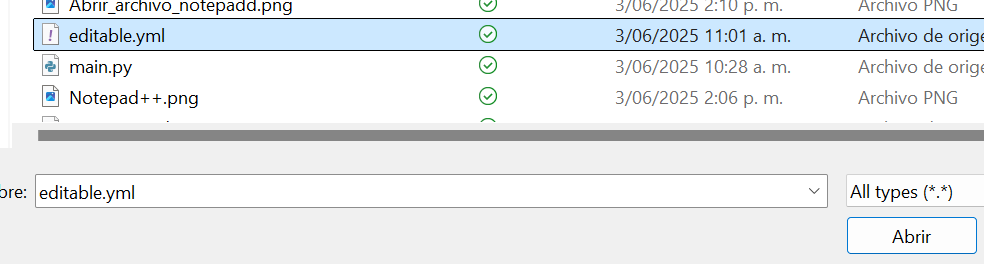 Abrir_archivo_notepadd.png 3/06/2025 2:10 p. m. Archivo PNG
editable.yml 3/06/2025 11:01 a. m. Archivo de orige
main.py 3/06/2025 10:28 a. m. Archivo de orige
Notepad++.png 3/06/2025 2:06 p. m. Archivo PNG
bre: editable.yml All types (*.*)
Abrir